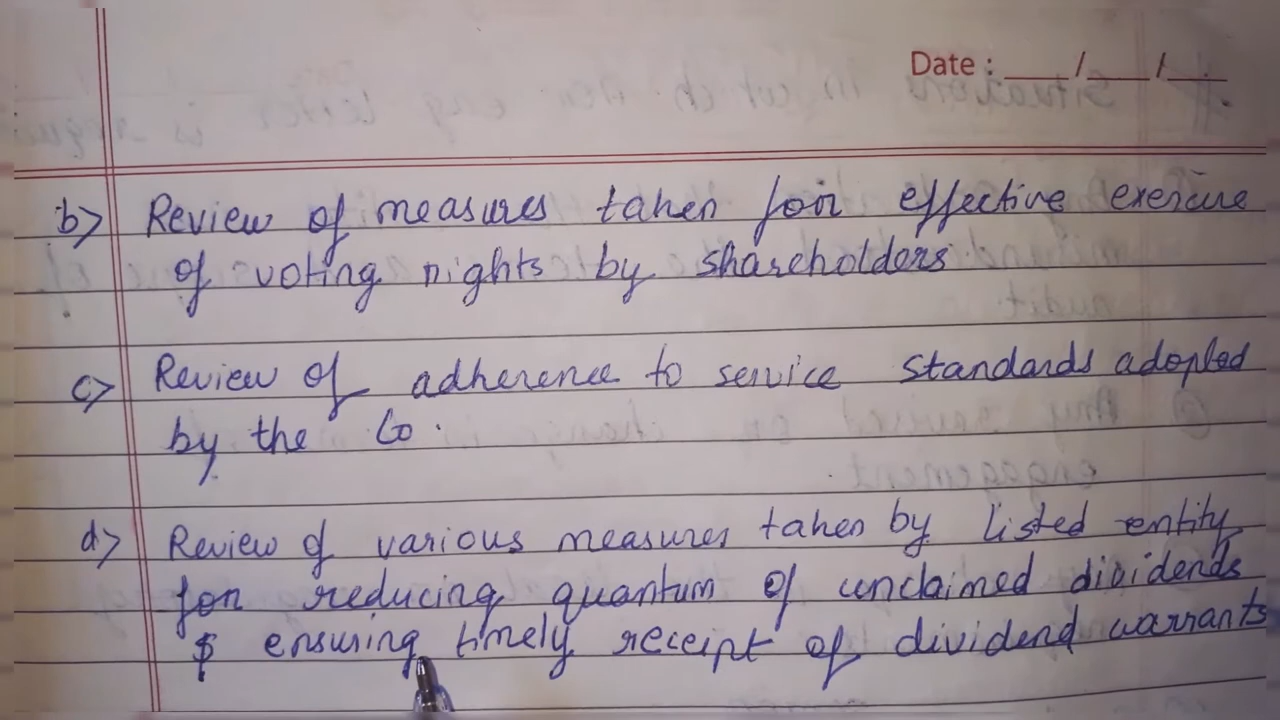 Date : ___/___/___
b> Review of measures taken for effective exercise
of voting rights by shareholders.
c> Review of adherence to service standards adopted
by the Co.
d> Review of various measures taken by listed entity
for reducing quantum of unclaimed dividends
$ ensuring timely receipt of dividend warrants